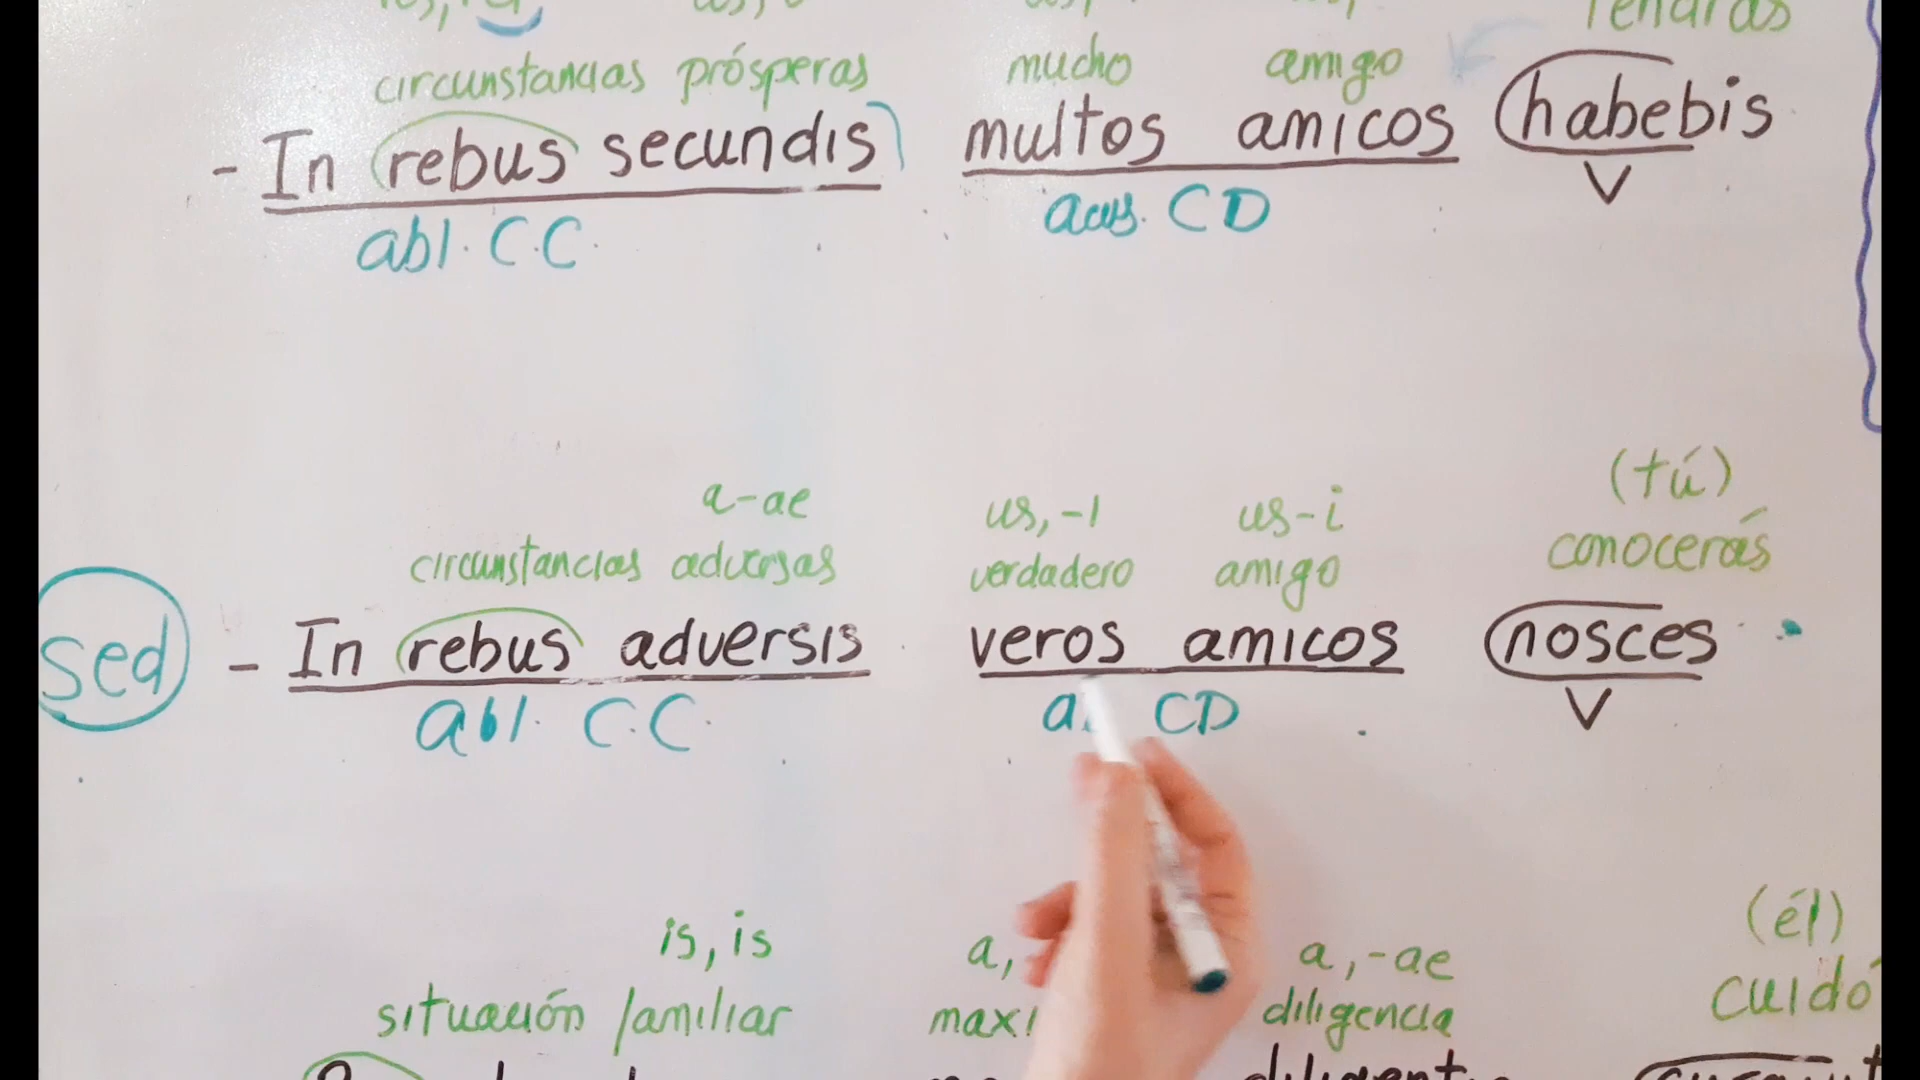 Tendrás
circunstancias prósperas mucho amigo
- In rebus secundis multos amicos habebis
abl. C.C. acus. CD V
(tú)
a-ae us, -i us-i
circunstancias adversas verdadero amigo conocerás
sed - In rebus adversis veros amicos nosces
abl. C.C. CD V
(él)
is, is a, a, -ae
situación familiar diligencia cuidó